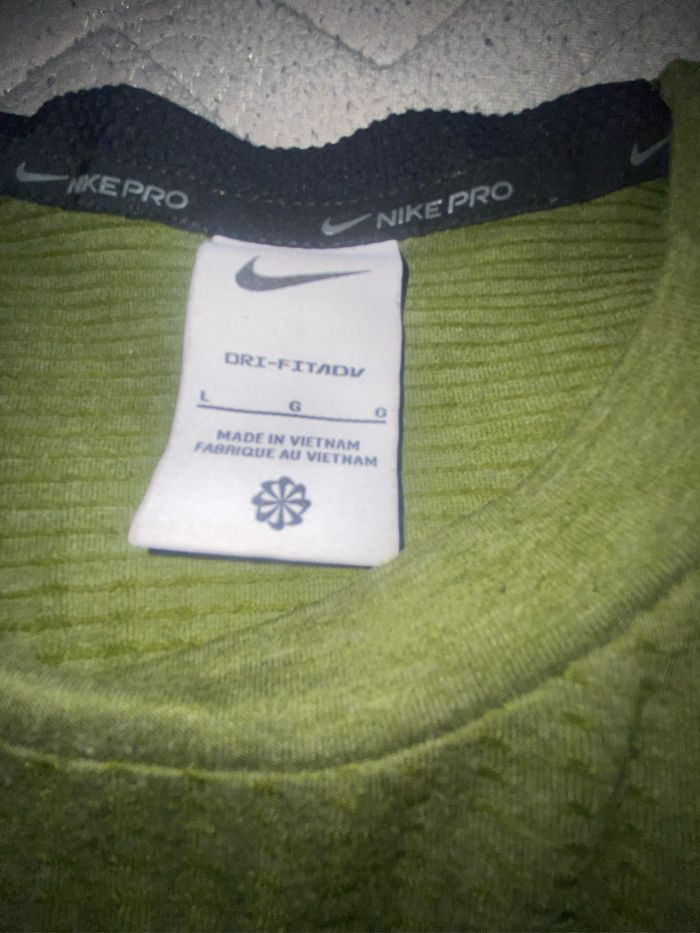 NIKE PRO NIKE PRO
DRI-FIT ADV
L G G
MADE IN VIETNAM
FABRIQUE AU VIETNAM